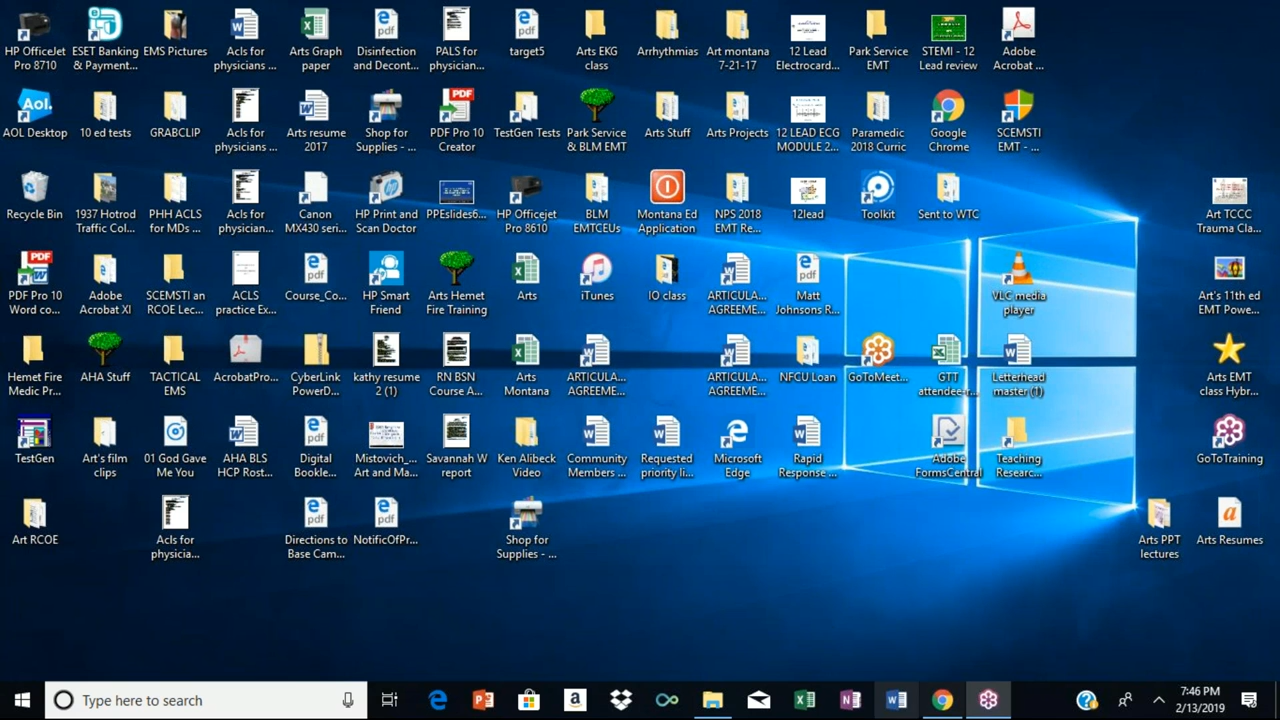 HP OfficeJet
Pro 8710
ESET Banking
& Payment...
EMS Pictures
Acls for
physicians ...
Arts Graph
paper
Disinfection
and Decont...
PALS for
physician...
target5
Arts EKG
class
Arrhythmias
Art montana
7-21-17
12 Lead
Electrocard...
Park Service
EMT
STEMI - 12
Lead review
Adobe
Acrobat ...
Aol.
AOL Desktop
10 ed tests
GRABCLIP
Acls for
physicians ...
Arts resume
2017
Shop for
Supplies - ...
PDF Pro 10
Creator
TestGen Tests
Park Service
& BLM EMT
Arts Stuff
Arts Projects
12 LEAD ECG
MODULE 2...
Paramedic
2018 Curric
Google
Chrome
SCEMSTI
EMT - ...
Recycle Bin
1937 Hotrod
Traffic Col...
PHH ACLS
for MDs ...
Acls for
physician...
Canon
MX430 seri...
HP Print and
Scan Doctor
PPEslides6...
HP Officejet
Pro 8610
BLM
EMTCEUs
Montana Ed
Application
NPS 2018
EMT Re...
12lead
Toolkit
Sent to WTC
Art TCCC
Trauma Cla...
PDF Pro 10
Word co...
Adobe
Acrobat XI
SCEMSTI an
RCOE Lec...
ACLS
practice Ex...
Course_Co...
HP Smart
Friend
Arts Hemet
Fire Training
Arts
iTunes
IO class
ARTICULA...
AGREEME...
Matt
Johnsons R...
VLC media
player
Art's 11th ed
EMT Powe...
Hemet Fire
Medic Pr...
AHA Stuff
TACTICAL
EMS
AcrobatPro...
CyberLink
PowerD...
kathy resume
2 (1)
RN BSN
Course A...
Arts
Montana
ARTICULA...
AGREEME...
ARTICULA...
AGREEME...
NFCU Loan
GoToMeet...
GTT
attendee-r...
Letterhead
master (1)
Arts EMT
class Hybr...
TestGen
Art's film
clips
01 God Gave
Me You
AHA BLS
HCP Rost...
Digital
Bookle...
Mistovich_...
Art and Ma...
Savannah W
report
Ken Alibeck
Video
Community
Members ...
Requested
priority li...
Microsoft
Edge
Rapid
Response ...
Adobe
FormsCentral
Teaching
Researc...
GoToTraining
Art RCOE
Acls for
physicia...
Directions to
Base Cam...
NotificOfPr...
Shop for
Supplies - ...
Arts PPT
lectures
Arts Resumes
Type here to search
7:46 PM
2/13/2019